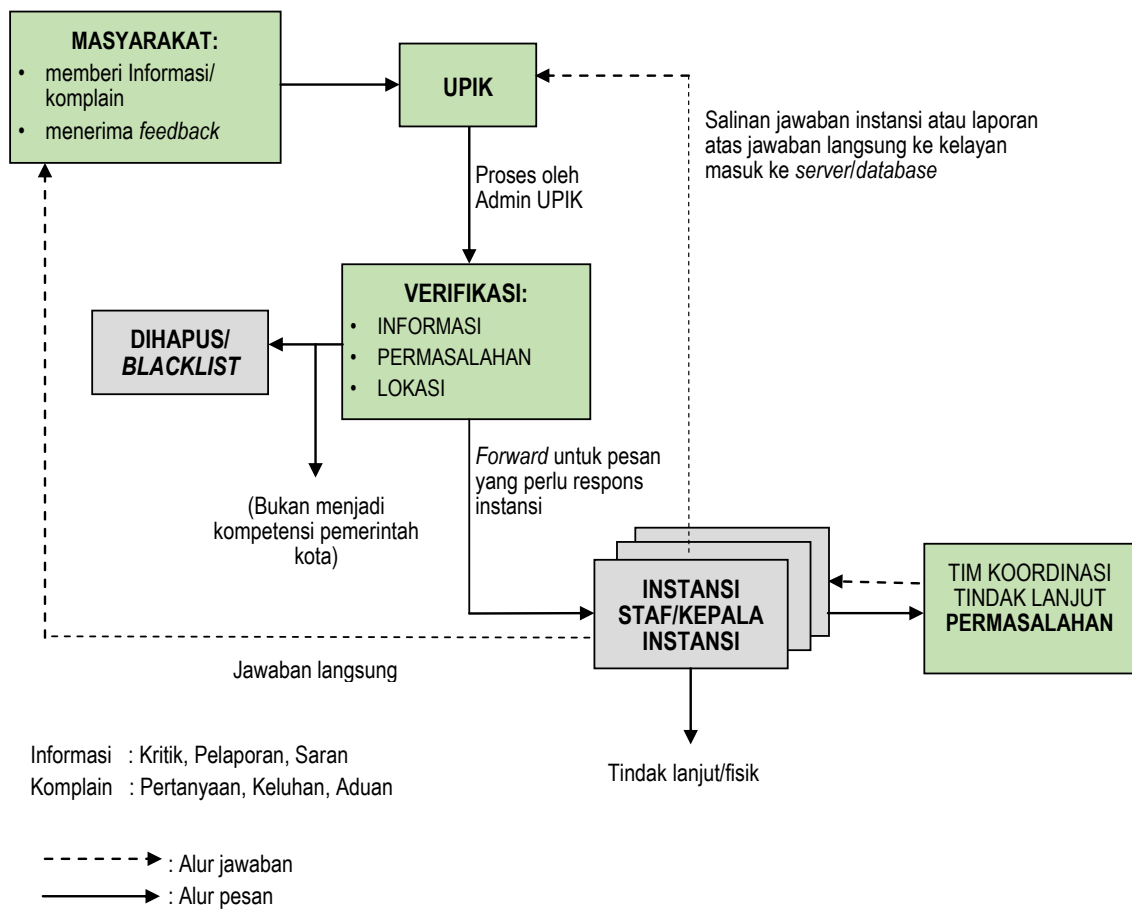 MASYARAKAT:
• memberi Informasi/
komplain
• menerima feedback
UPIK
Salinan jawaban instansi atau laporan
atas jawaban langsung ke kelayan
masuk ke server/database
Proses oleh
Admin UPIK
VERIFIKASI:
• INFORMASI
• PERMASALAHAN
• LOKASI
DIHAPUS/
BLACKLIST
(Bukan menjadi
kompetensi pemerintah
kota)
Forward untuk pesan
yang perlu respons
instansi
INSTANSI
STAF/KEPALA
INSTANSI
TIM KOORDINASI
TINDAK LANJUT
PERMASALAHAN
Jawaban langsung
Tindak lanjut/fisik
Informasi : Kritik, Pelaporan, Saran
Komplain : Pertanyaan, Keluhan, Aduan
: Alur jawaban
: Alur pesan